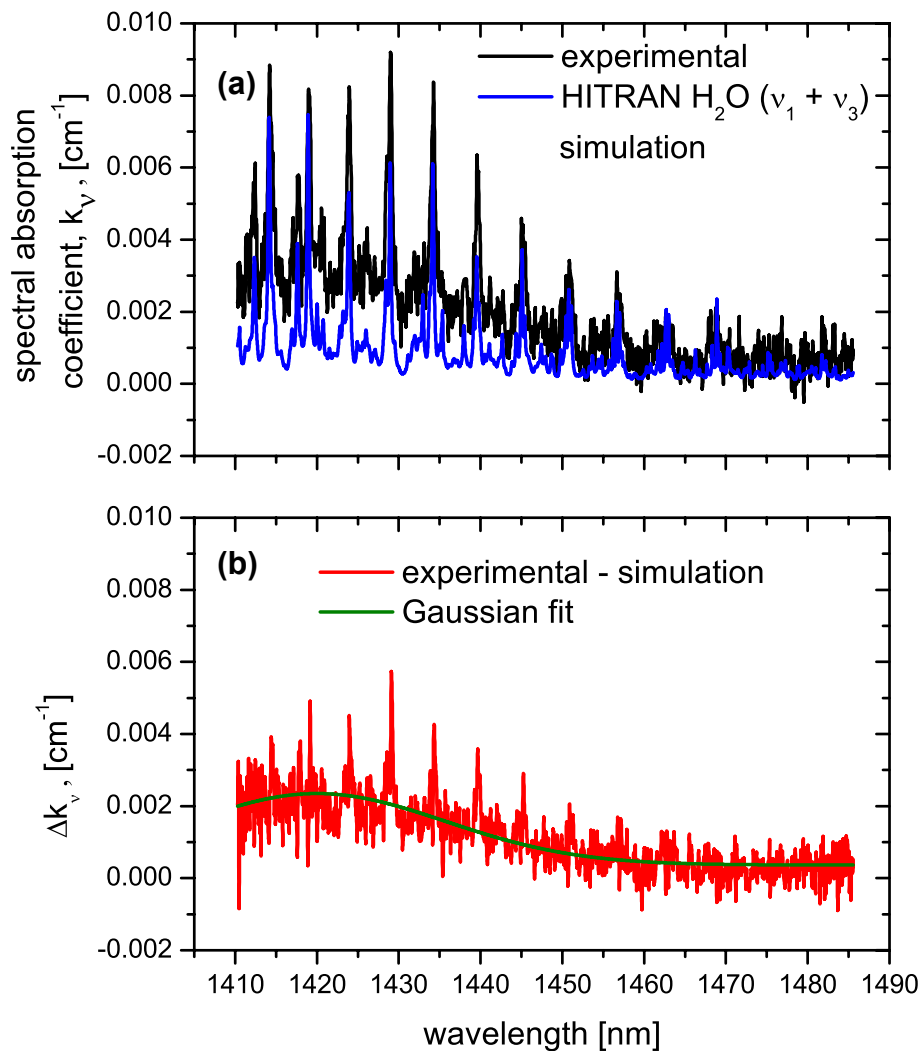 0.010
0.008
0.006
0.004
0.002
0.000
-0.002
spectral absorption
coefficient, kᵥ, [cm⁻¹]
(a)
experimental
HITRAN H₂O (ν₁ + ν₃)
simulation
0.010
0.008
0.006
0.004
0.002
0.000
-0.002
Δkᵥ, [cm⁻¹]
(b)
experimental - simulation
Gaussian fit
1410 1420 1430 1440 1450 1460 1470 1480 1490
wavelength [nm]